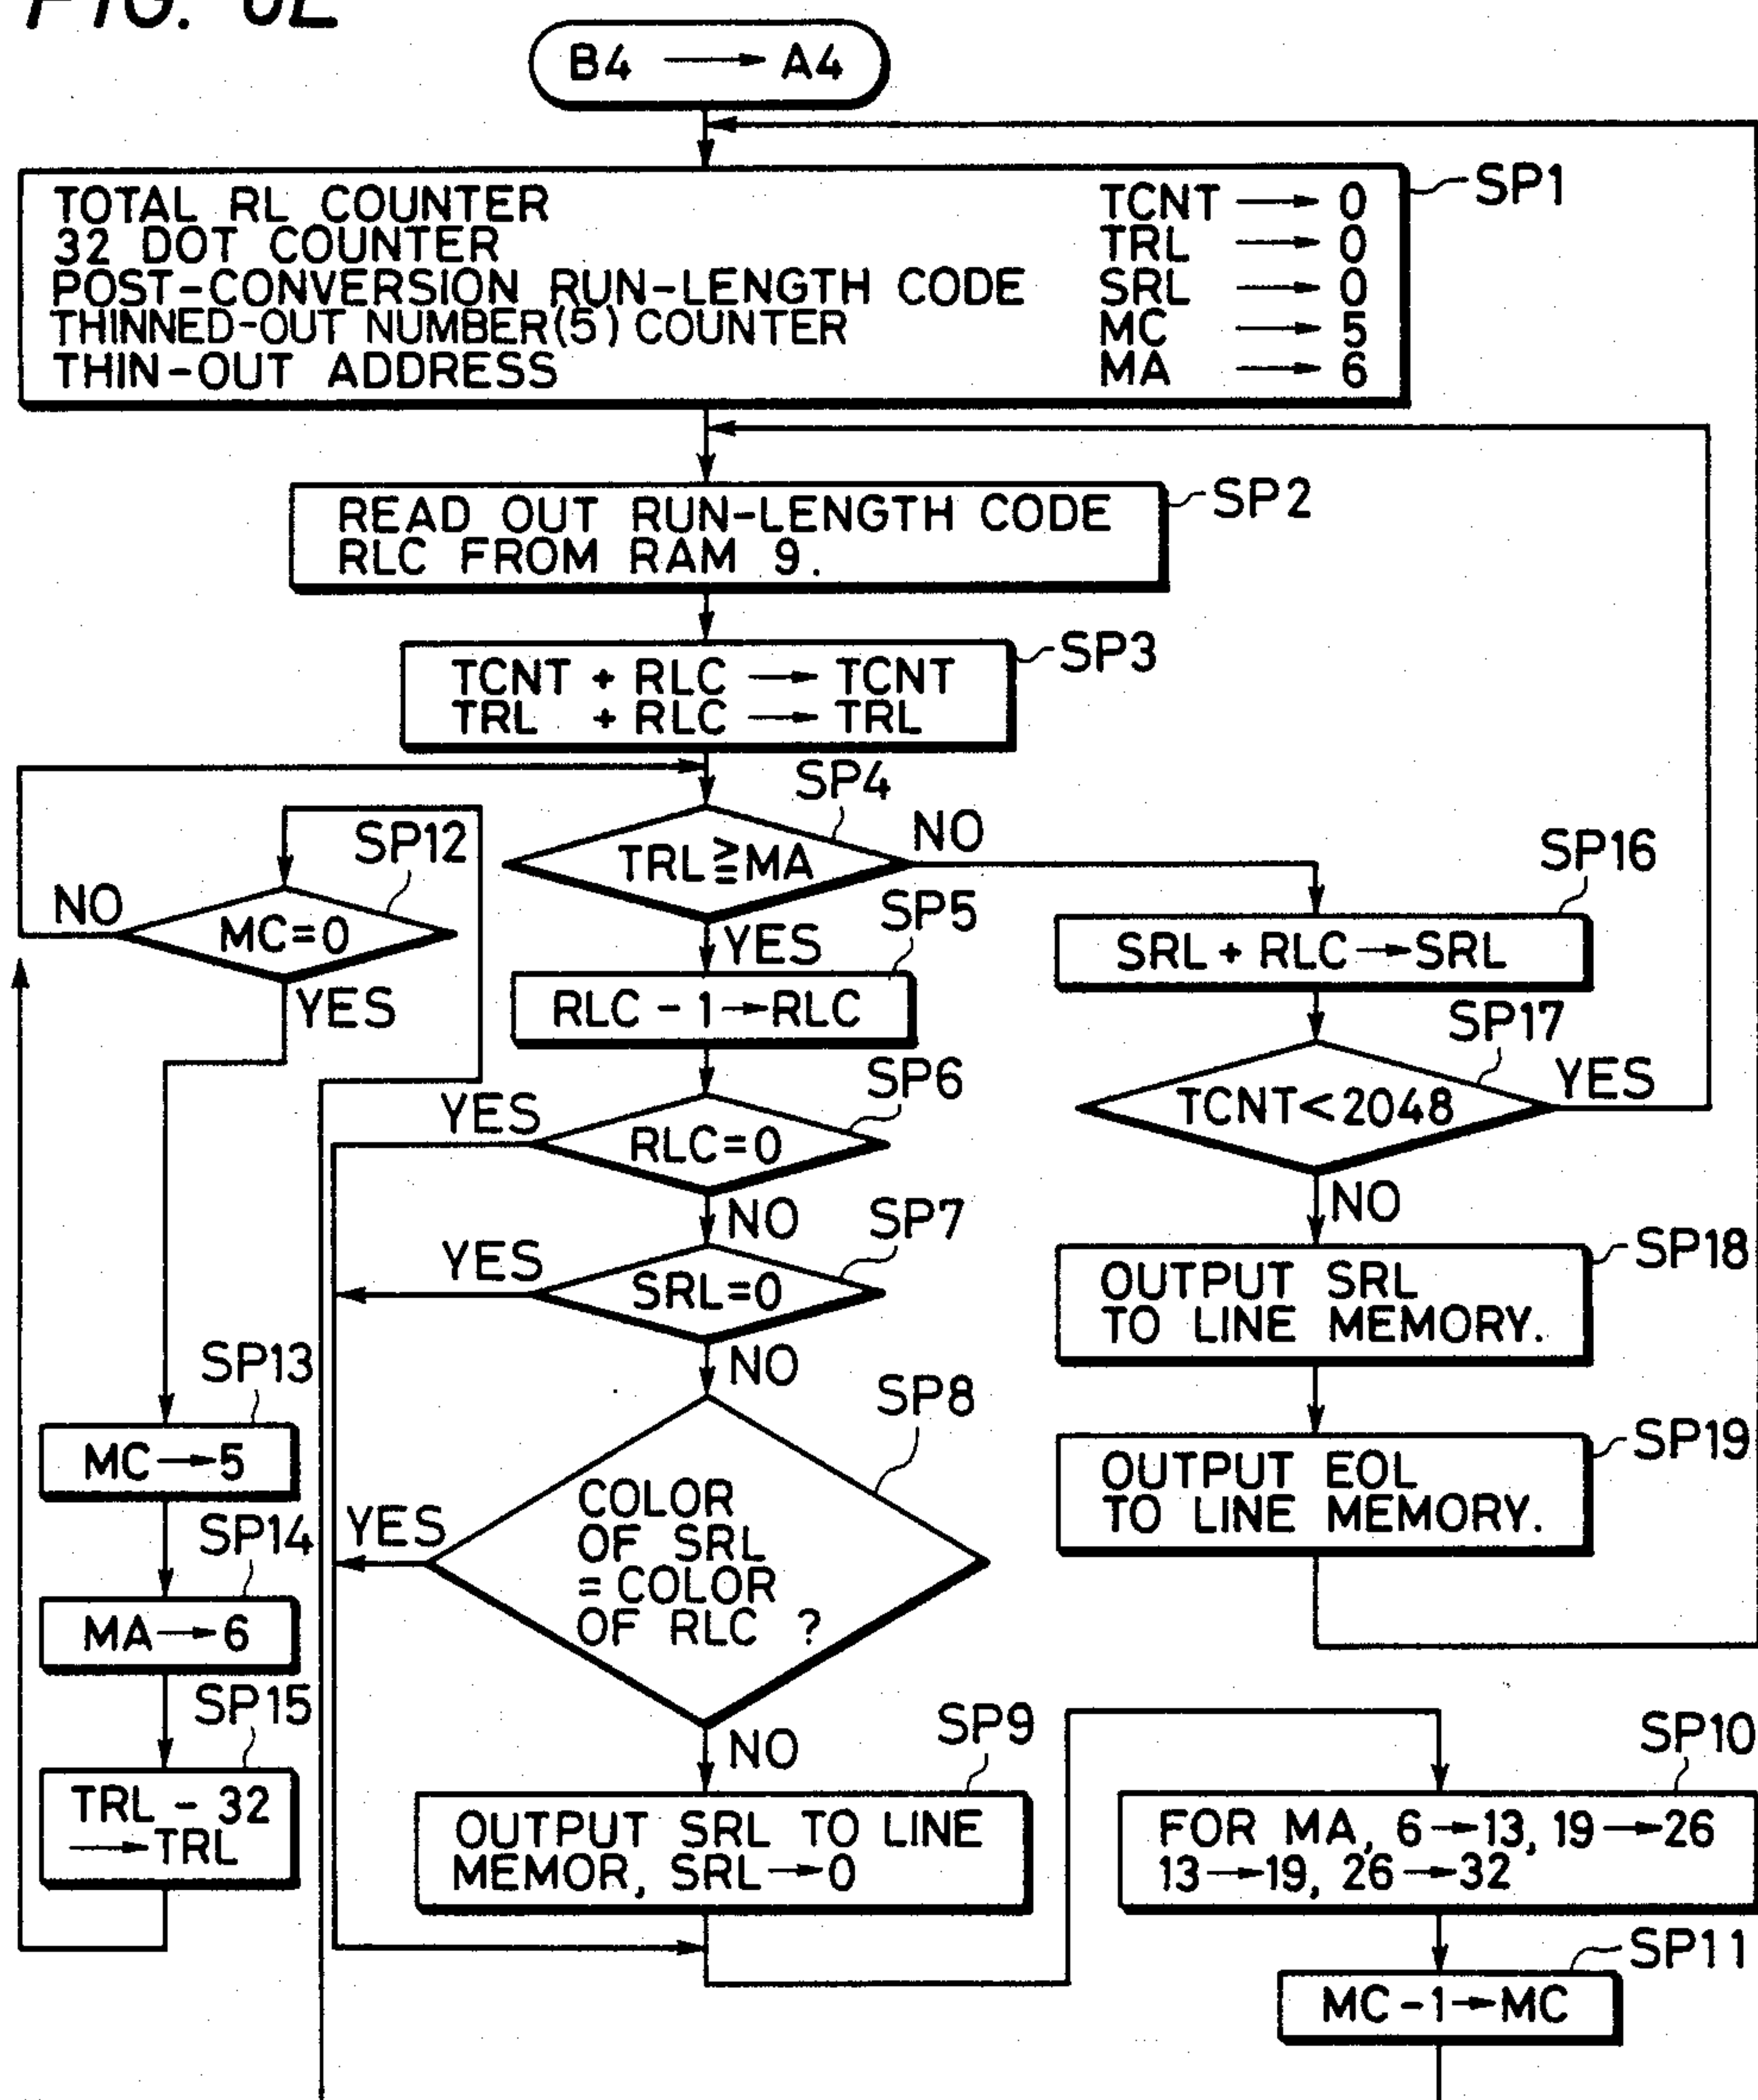 B4 → A4
SP1
TOTAL RL COUNTER TCNT → 0
32 DOT COUNTER TRL → 0
POST-CONVERSION RUN-LENGTH CODE SRL → 0
THINNED-OUT NUMBER(5) COUNTER MC → 5
THIN-OUT ADDRESS MA → 6
SP2
READ OUT RUN-LENGTH CODE
RLC FROM RAM 9.
SP3
TCNT + RLC → TCNT
TRL + RLC → TRL
SP4
TRL≧MA
NO
YES
SP12
MC=0
NO
YES
SP5
RLC - 1→RLC
SP16
SRL + RLC→SRL
SP17
TCNT<2048
YES
NO
SP6
RLC=0
YES
NO
SP7
SRL=0
YES
NO
SP18
OUTPUT SRL
TO LINE MEMORY.
SP13
MC→5
SP8
COLOR
OF SRL
= COLOR
OF RLC ?
YES
NO
SP19
OUTPUT EOL
TO LINE MEMORY.
SP14
MA→6
SP15
TRL - 32
→TRL
SP9
OUTPUT SRL TO LINE
MEMOR, SRL→0
SP10
FOR MA, 6→13, 19→26
13→19, 26→32
SP11
MC -1→MC